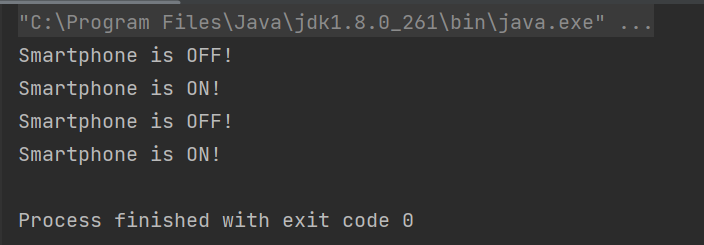 "C:\Program Files\Java\jdk1.8.0_261\bin\java.exe" ...
Smartphone is OFF!
Smartphone is ON!
Smartphone is OFF!
Smartphone is ON!
Process finished with exit code 0